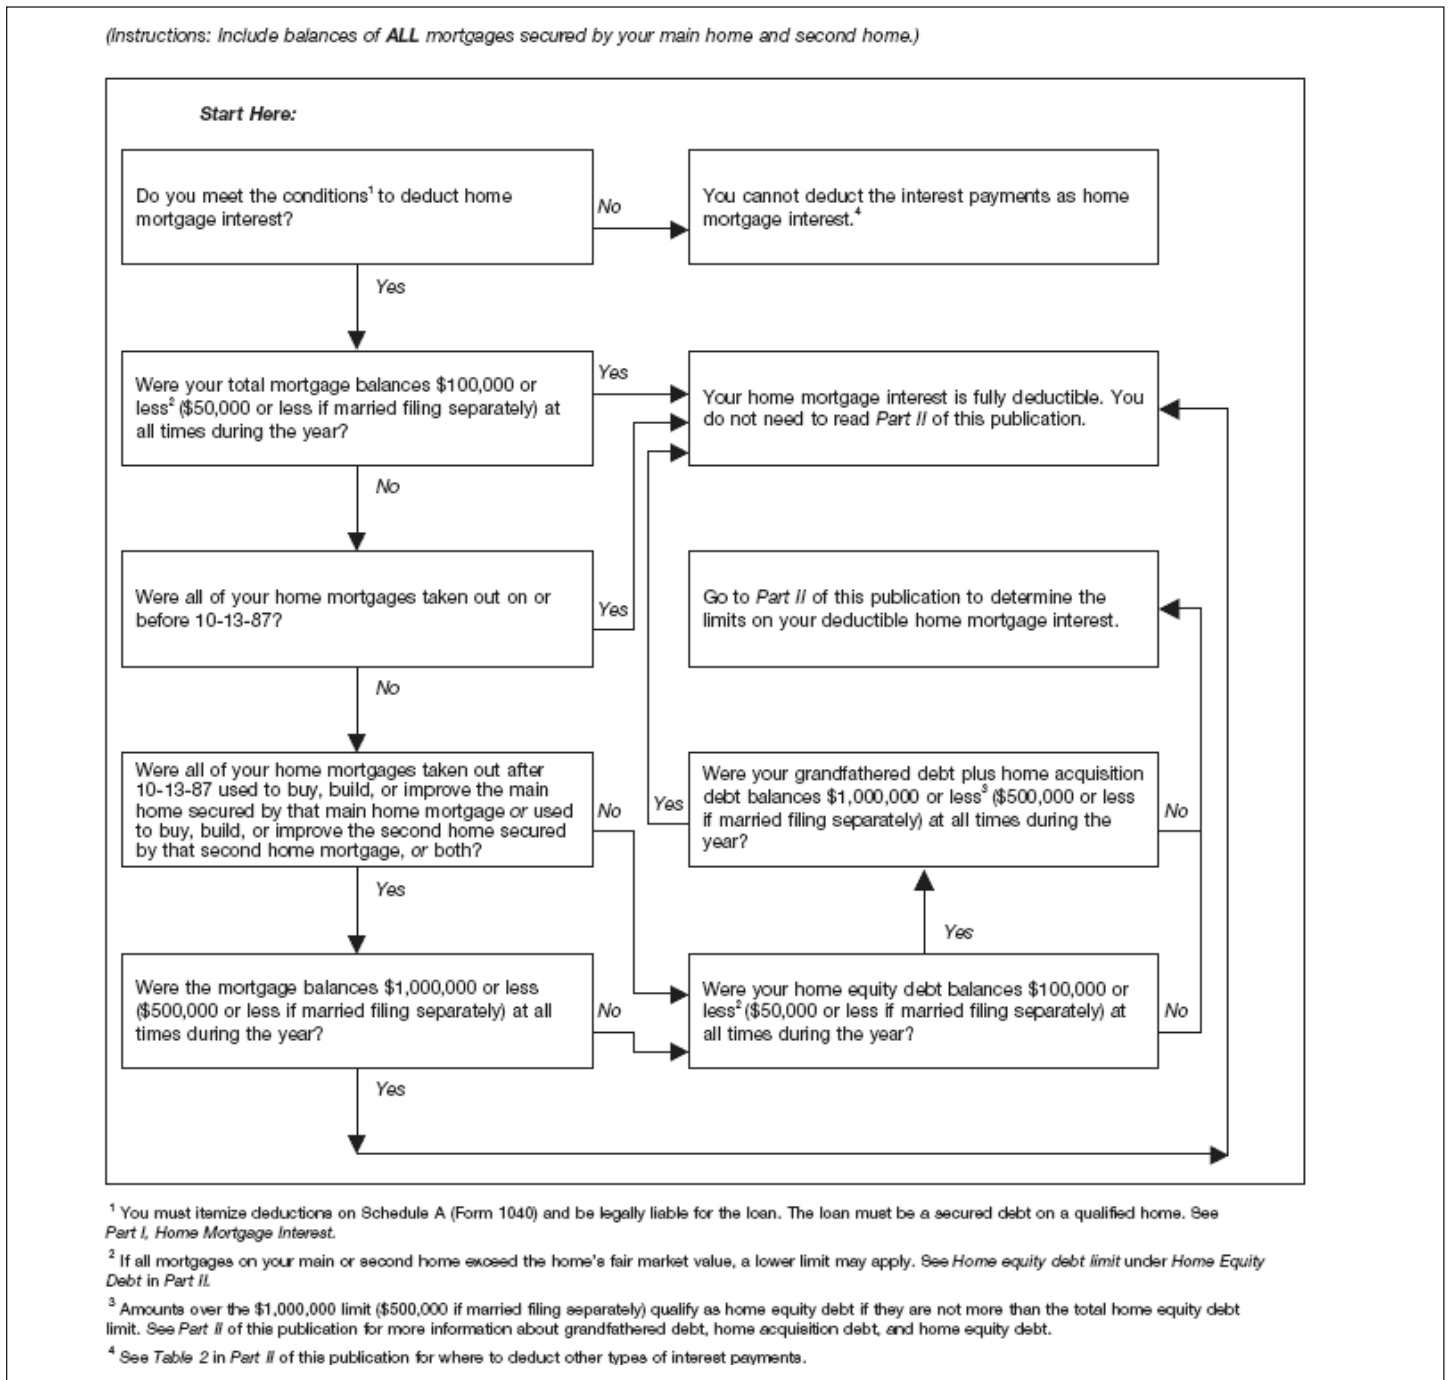 (Instructions: Include balances of ALL mortgages secured by your main home and second home.)
Start Here:
Do you meet the conditions¹ to deduct home
mortgage interest?
No
You cannot deduct the interest payments as home
mortgage interest.⁴
Yes
Were your total mortgage balances $100,000 or
less² ($50,000 or less if married filing separately) at
all times during the year?
Yes
Your home mortgage interest is fully deductible. You
do not need to read Part II of this publication.
No
Were all of your home mortgages taken out on or
before 10-13-87?
Yes
Go to Part II of this publication to determine the
limits on your deductible home mortgage interest.
No
Were all of your home mortgages taken out after
10-13-87 used to buy, build, or improve the main
home secured by that main home mortgage or used
to buy, build, or improve the second home secured
by that second home mortgage, or both?
No
Yes
Were your grandfathered debt plus home acquisition
debt balances $1,000,000 or less³ ($500,000 or less
if married filing separately) at all times during the
year?
No
Yes
Yes
Were the mortgage balances $1,000,000 or less
($500,000 or less if married filing separately) at all
times during the year?
No
Were your home equity debt balances $100,000 or
less² ($50,000 or less if married filing separately) at
all times during the year?
No
Yes
¹ You must itemize deductions on Schedule A (Form 1040) and be legally liable for the loan. The loan must be a secured debt on a qualified home. See
Part I, Home Mortgage Interest.
² If all mortgages on your main or second home exceed the home's fair market value, a lower limit may apply. See Home equity debt limit under Home Equity
Debt in Part II.
³ Amounts over the $1,000,000 limit ($500,000 if married filing separately) qualify as home equity debt if they are not more than the total home equity debt
limit. See Part II of this publication for more information about grandfathered debt, home acquisition debt, and home equity debt.
⁴ See Table 2 in Part II of this publication for where to deduct other types of interest payments.